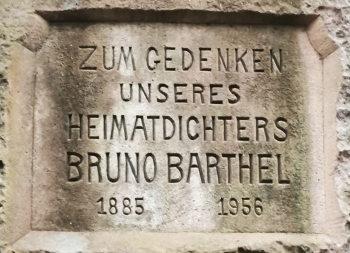 ZUM GEDENKEN
UNSERES
HEIMATDICHTERS
BRUNO BARTHEL
1885 1956